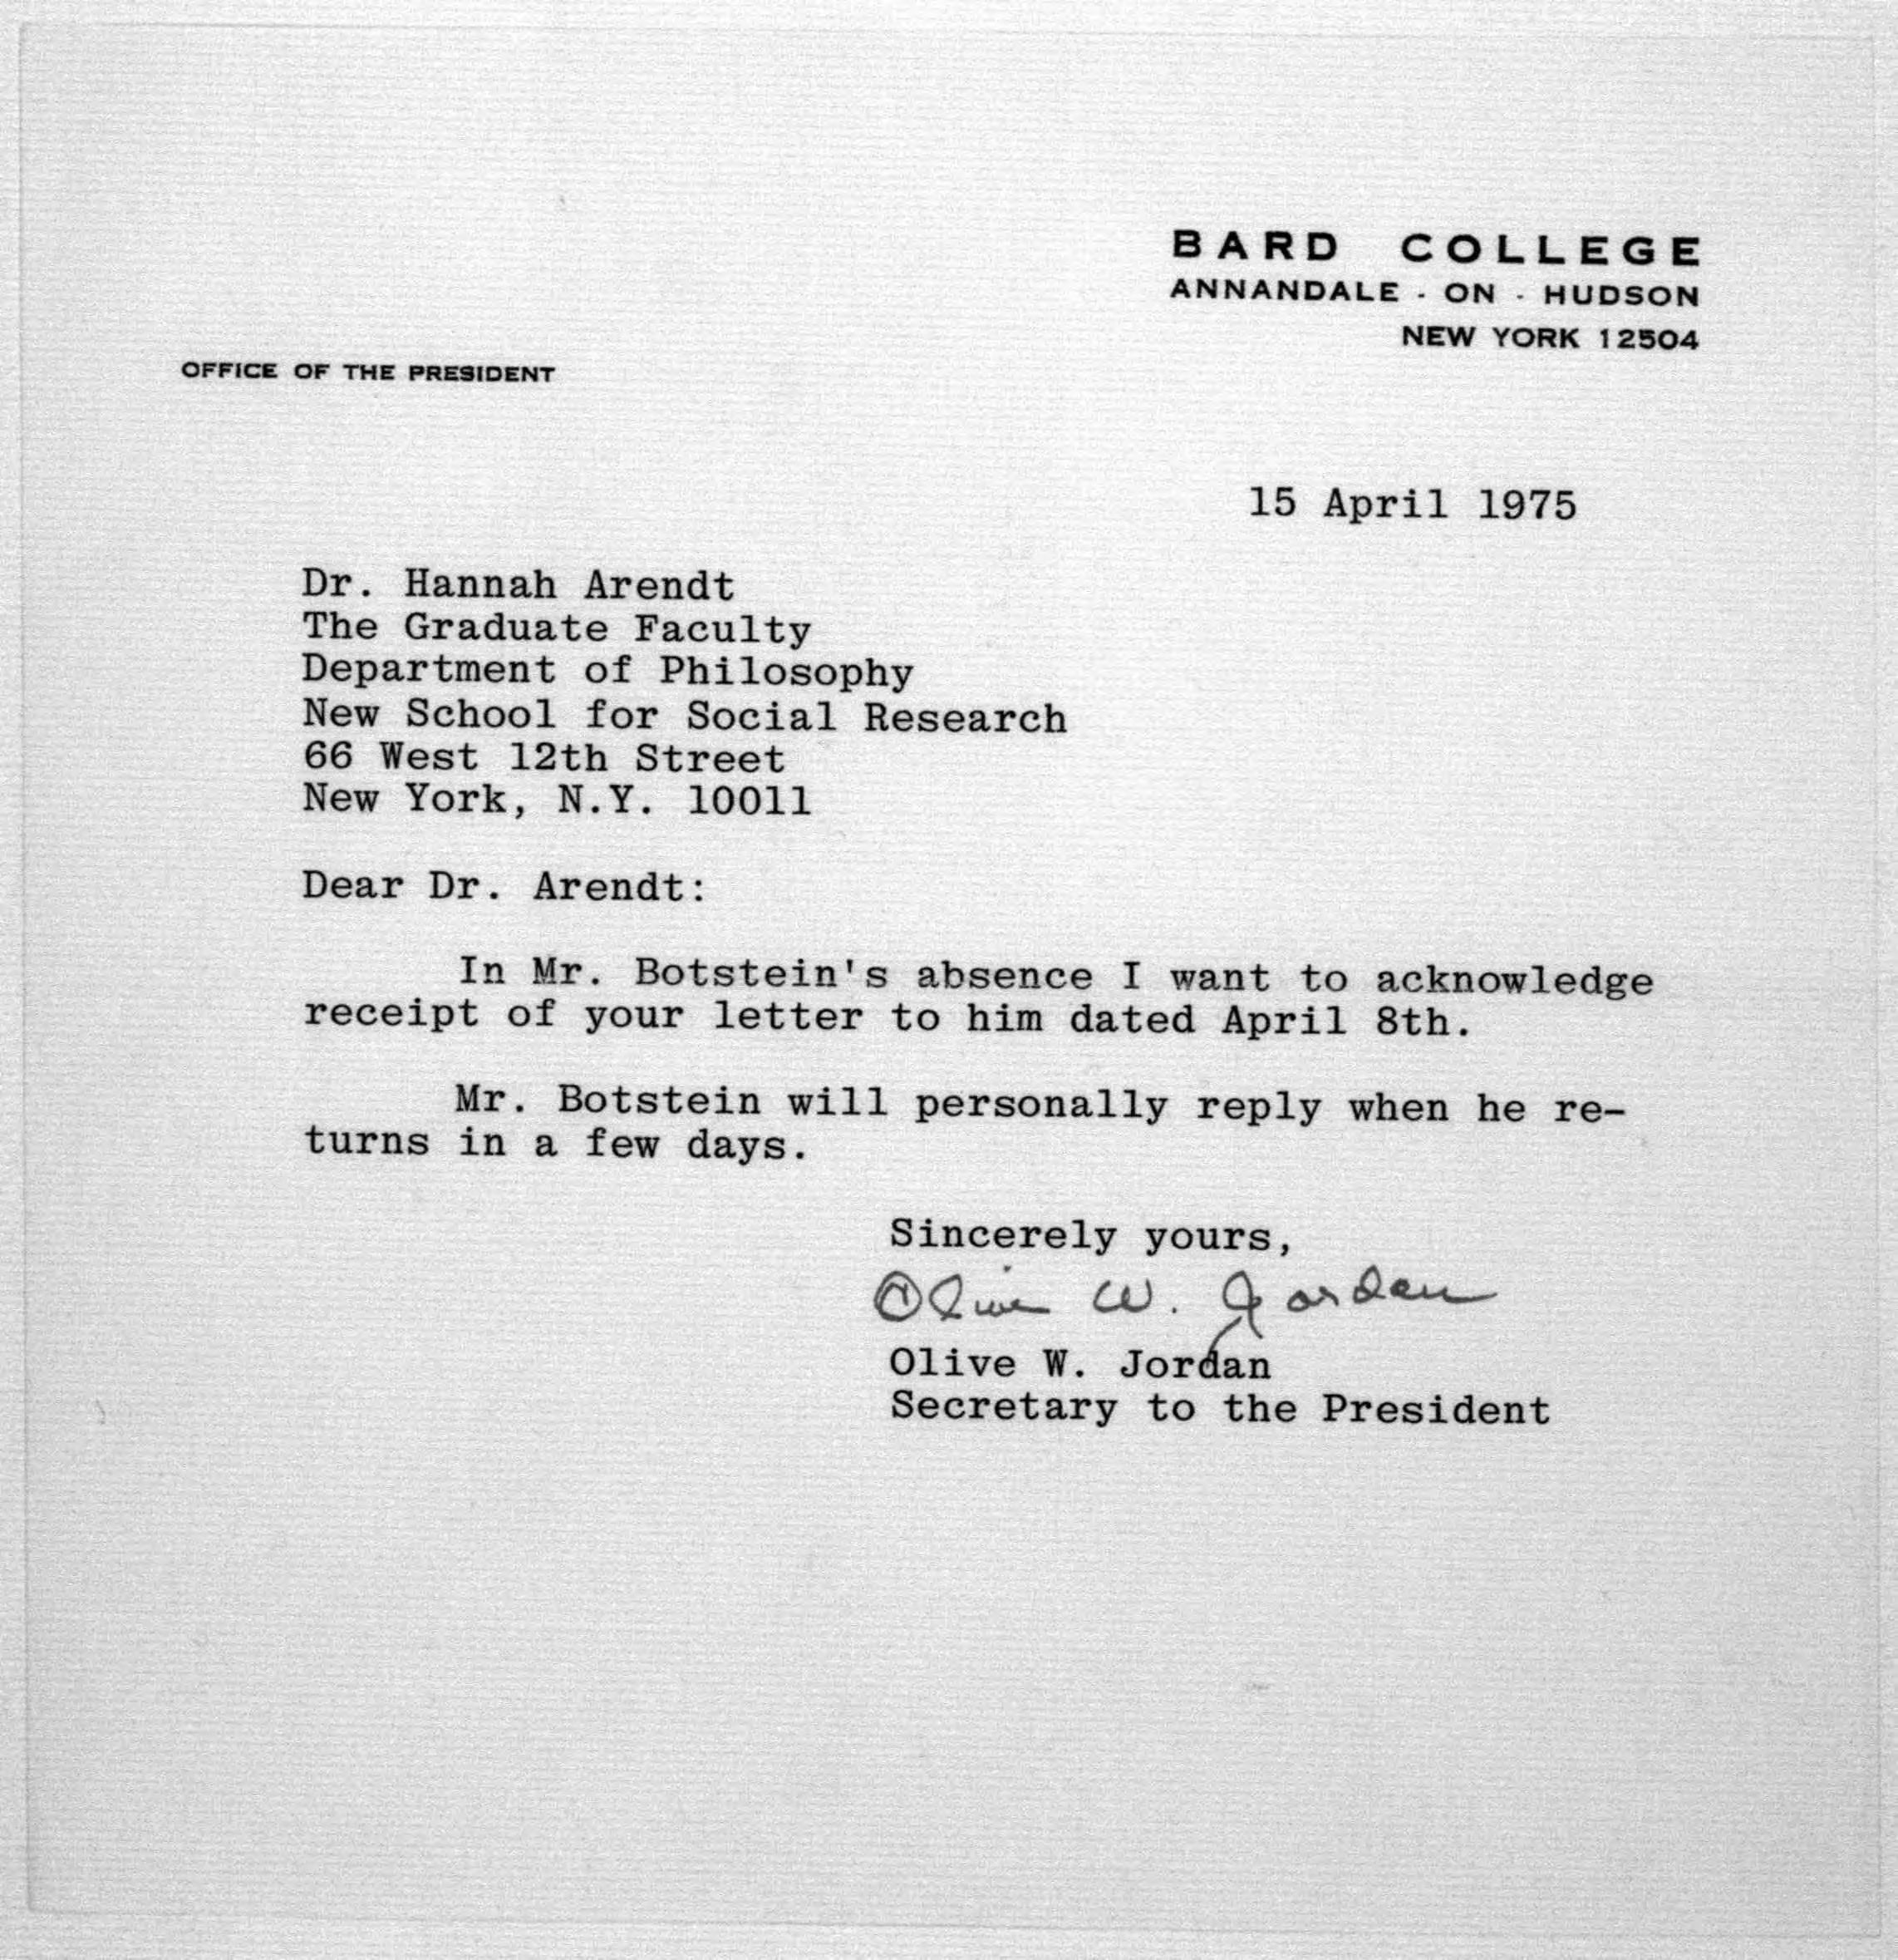 BARD COLLEGE
ANNANDALE - ON - HUDSON
NEW YORK 12504
OFFICE OF THE PRESIDENT
15 April 1975
Dr. Hannah Arendt
The Graduate Faculty
Department of Philosophy
New School for Social Research
66 West 12th Street
New York, N.Y. 10011
Dear Dr. Arendt:
In Mr. Botstein's absence I want to acknowledge
receipt of your letter to him dated April 8th.
Mr. Botstein will personally reply when he re-
turns in a few days.
Sincerely yours,
Olive W. Jordan
Olive W. Jordan
Secretary to the President